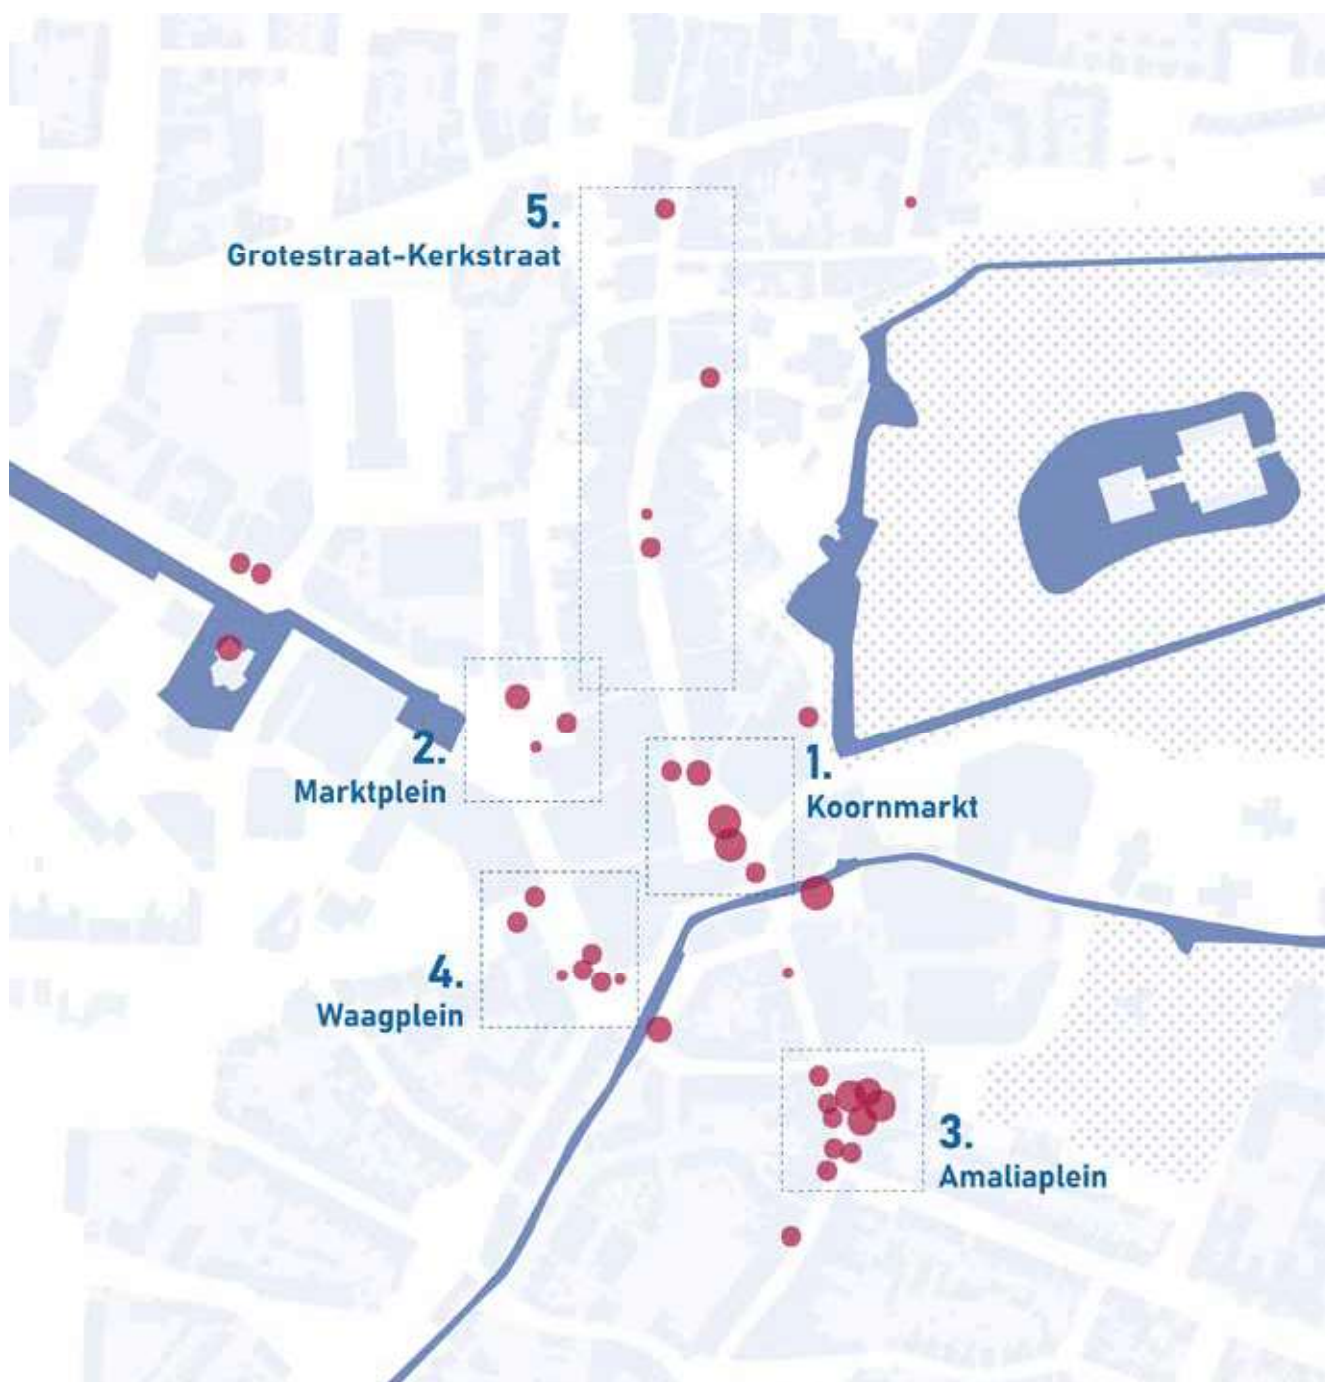 5.
Grotestraat-Kerkstraat
2.
Marktplein
1.
Koornmarkt
4.
Waagplein
3.
Amaliaplein